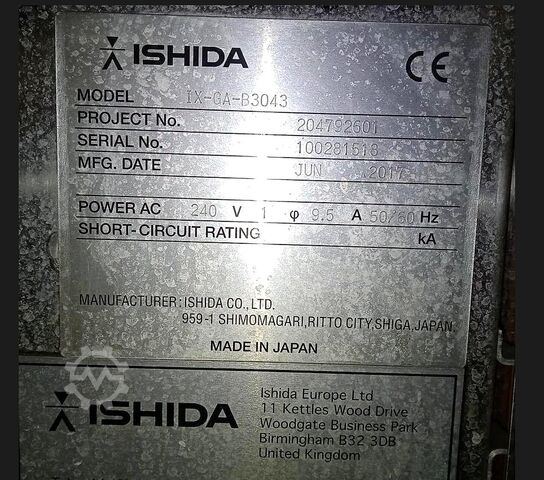 ISHIDA
CE
MODEL IX-GA-B3043
PROJECT No. 204792601
SERIAL No. 100281518
MFG. DATE JUN 2017
POWER AC 240 V 1 φ 9.5 A 50/60 Hz
SHORT-CIRCUIT RATING kA
MANUFACTURER : ISHIDA CO., LTD.
959-1 SHIMOMAGARI, RITTO CITY, SHIGA, JAPAN
MADE IN JAPAN
ISHIDA
Ishida Europe Ltd
11 Kettles Wood Drive
Woodgate Business Park
Birmingham B32 3DB
United Kingdom